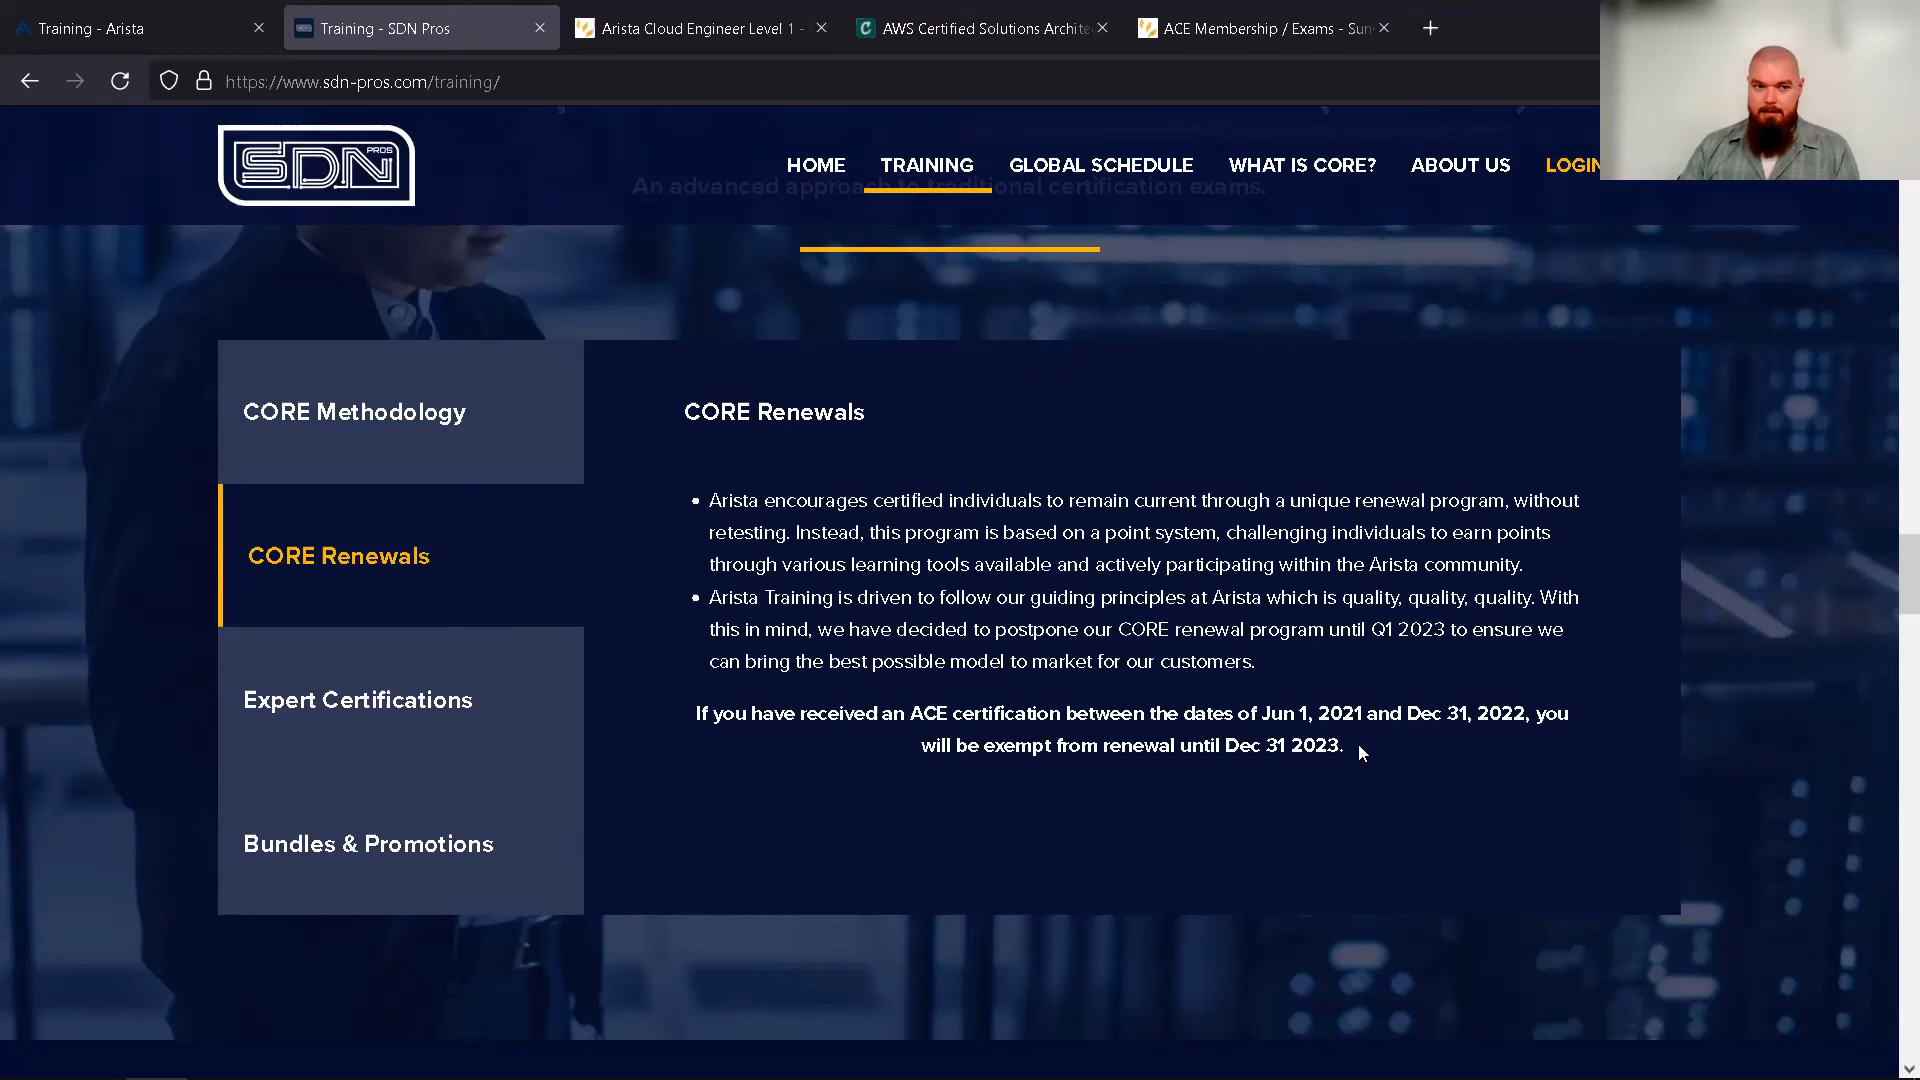 Training - Arista
Training - SDN Pros
Arista Cloud Engineer Level 1 -
AWS Certified Solutions Archite
ACE Membership / Exams - Sun
https://www.sdn-pros.com/training/
SDN PROS
HOME
TRAINING
GLOBAL SCHEDULE
WHAT IS CORE?
ABOUT US
LOGIN
An advanced approach to traditional certification exams.
CORE Methodology
CORE Renewals
Expert Certifications
Bundles & Promotions
CORE Renewals
• Arista encourages certified individuals to remain current through a unique renewal program, without
retesting. Instead, this program is based on a point system, challenging individuals to earn points
through various learning tools available and actively participating within the Arista community.
• Arista Training is driven to follow our guiding principles at Arista which is quality, quality, quality. With
this in mind, we have decided to postpone our CORE renewal program until Q1 2023 to ensure we
can bring the best possible model to market for our customers.
If you have received an ACE certification between the dates of Jun 1, 2021 and Dec 31, 2022, you
will be exempt from renewal until Dec 31 2023.